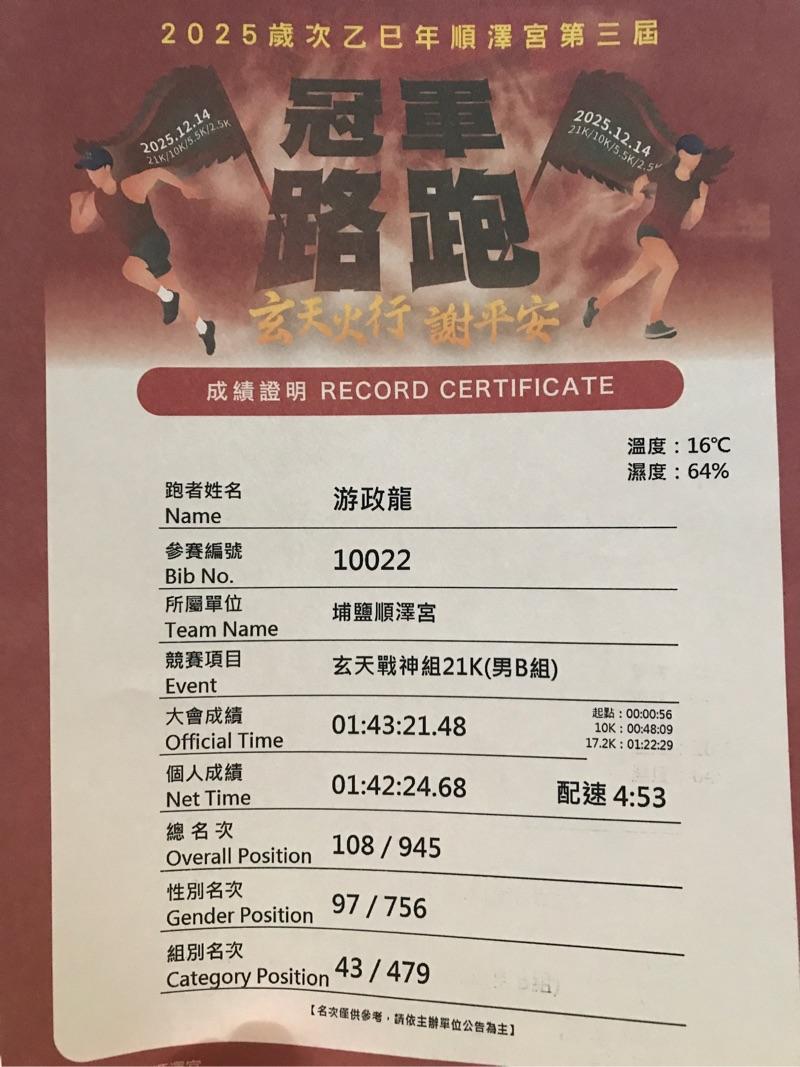 2025歲次乙巳年順澤宮第三屆
2025.12.14
21K/10K/5.5K/2.5K
2025.12.14
21K/10K/5.5K/2.5K
冠軍
路跑
玄天火行 謝平安
成績證明 RECORD CERTIFICATE
溫度：16℃
濕度：64%
跑者姓名
Name
游政龍
參賽編號
Bib No.
10022
所屬單位
Team Name
埔鹽順澤宮
競賽項目
Event
玄天戰神組21K(男B組)
大會成績
Official Time
01:43:21.48
起點：00:00:56
10K：00:48:09
17.2K：01:22:29
個人成績
Net Time
01:42:24.68
配速 4:53
總 名 次
Overall Position
108 / 945
性別名次
Gender Position
97 / 756
組別名次
Category Position
43 / 479
【名次僅供參考，請依主辦單位公告為主】